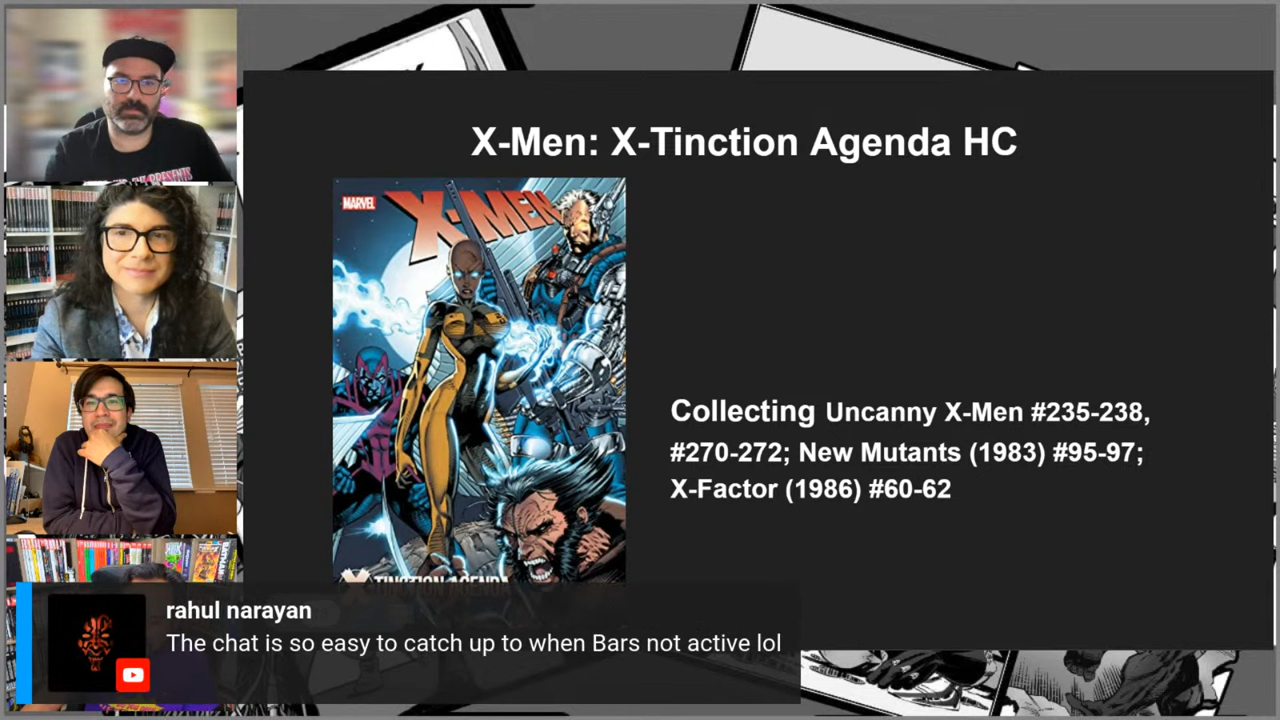 X-Men: X-Tinction Agenda HC
MARVEL
X-MEN
X-TINCTION AGENDA
Collecting Uncanny X-Men #235-238,
#270-272; New Mutants (1983) #95-97;
X-Factor (1986) #60-62
rahul narayan
The chat is so easy to catch up to when Bars not active lol